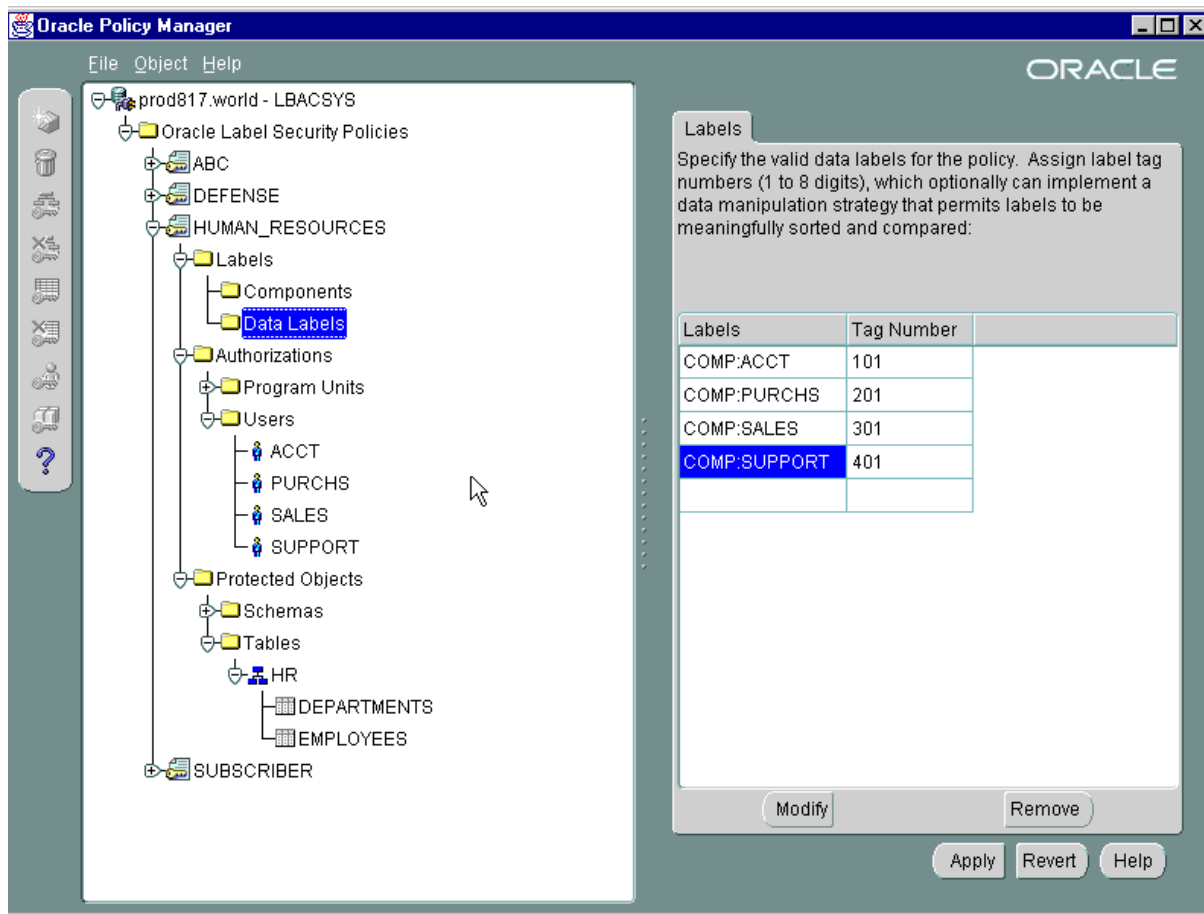 Oracle Policy Manager
File Object Help
ORACLE
prod817.world - LBACSYS
Oracle Label Security Policies
ABC
DEFENSE
HUMAN_RESOURCES
Labels
Components
Data Labels
Authorizations
Program Units
Users
ACCT
PURCHS
SALES
SUPPORT
Protected Objects
Schemas
Tables
HR
DEPARTMENTS
EMPLOYEES
SUBSCRIBER
Labels
Specify the valid data labels for the policy. Assign label tag
numbers (1 to 8 digits), which optionally can implement a
data manipulation strategy that permits labels to be
meaningfully sorted and compared:
Labels Tag Number
COMP:ACCT 101
COMP:PURCHS 201
COMP:SALES 301
COMP:SUPPORT 401
Modify Remove
Apply Revert Help